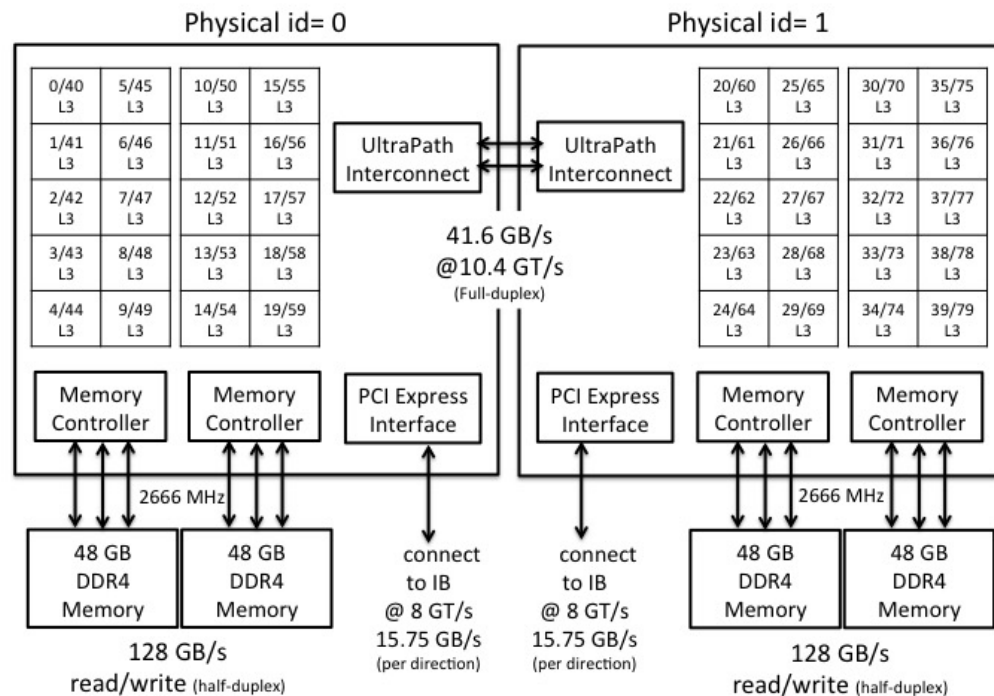 Physical id= 0
Physical id= 1
0/40 L3
5/45 L3
10/50 L3
15/55 L3
1/41 L3
6/46 L3
11/51 L3
16/56 L3
2/42 L3
7/47 L3
12/52 L3
17/57 L3
3/43 L3
8/48 L3
13/53 L3
18/58 L3
4/44 L3
9/49 L3
14/54 L3
19/59 L3
UltraPath
Interconnect
UltraPath
Interconnect
41.6 GB/s
@10.4 GT/s
(Full-duplex)
20/60 L3
25/65 L3
30/70 L3
35/75 L3
21/61 L3
26/66 L3
31/71 L3
36/76 L3
22/62 L3
27/67 L3
32/72 L3
37/77 L3
23/63 L3
28/68 L3
33/73 L3
38/78 L3
24/64 L3
29/69 L3
34/74 L3
39/79 L3
Memory
Controller
Memory
Controller
PCI Express
Interface
PCI Express
Interface
Memory
Controller
Memory
Controller
2666 MHz
2666 MHz
48 GB
DDR4
Memory
48 GB
DDR4
Memory
connect
to IB
@ 8 GT/s
15.75 GB/s
(per direction)
connect
to IB
@ 8 GT/s
15.75 GB/s
(per direction)
48 GB
DDR4
Memory
48 GB
DDR4
Memory
128 GB/s
read/write (half-duplex)
128 GB/s
read/write (half-duplex)